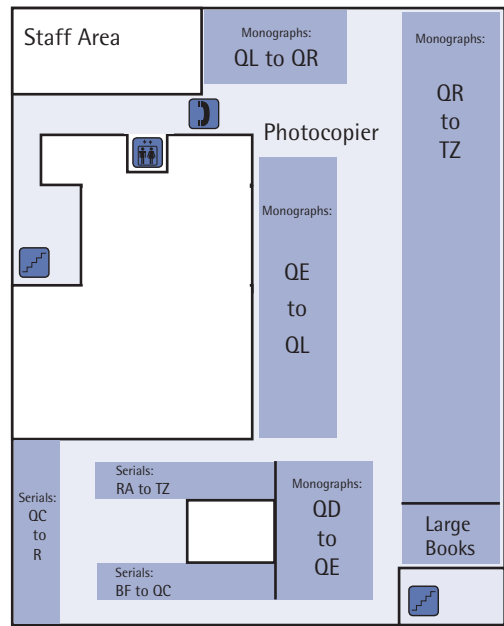 Staff Area
Monographs:
QL to QR
Monographs:
QR
to
TZ
Photocopier
Monographs:
QE
to
QL
Serials:
QC
to
R
Serials:
RA to TZ
Monographs:
QD
to
QE
Serials:
BF to QC
Large
Books